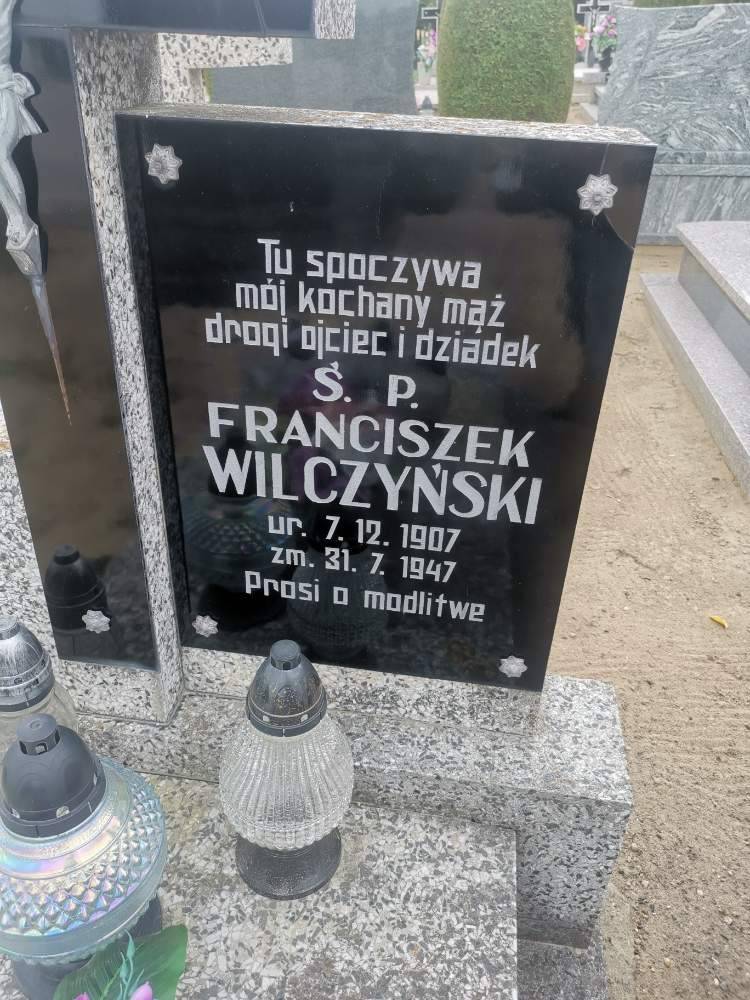 Tu spoczywa
mój kochany mąż
drogi ojciec i dziadek
Ś. P.
FRANCISZEK
WILCZYŃSKI
ur. 7. 12. 1907
zm. 31. 7. 1947
Prosi o modlitwe